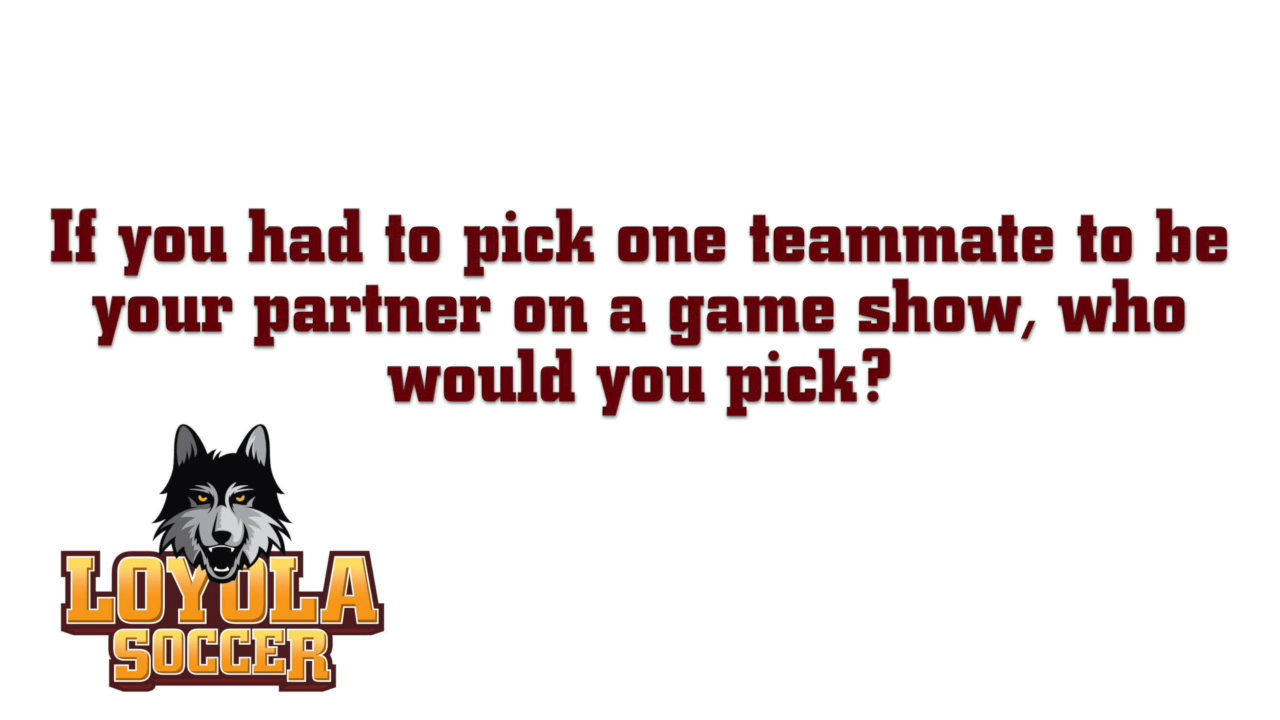 If you had to pick one teammate to be
your partner on a game show, who
would you pick?
LOYOLA
SOCCER